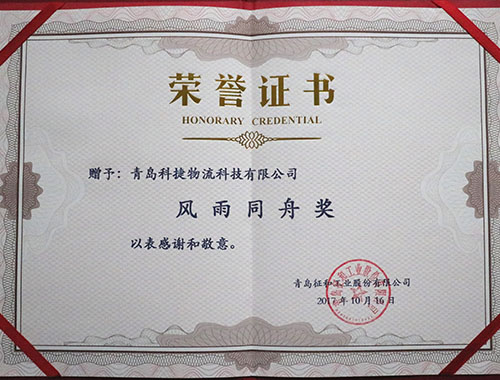 荣誉证书
HONORARY CREDENTIAL
赠予：青岛科捷物流科技有限公司
风雨同舟奖
以表感谢和敬意。
青岛征和工业股份有限公司
2017年10月16日